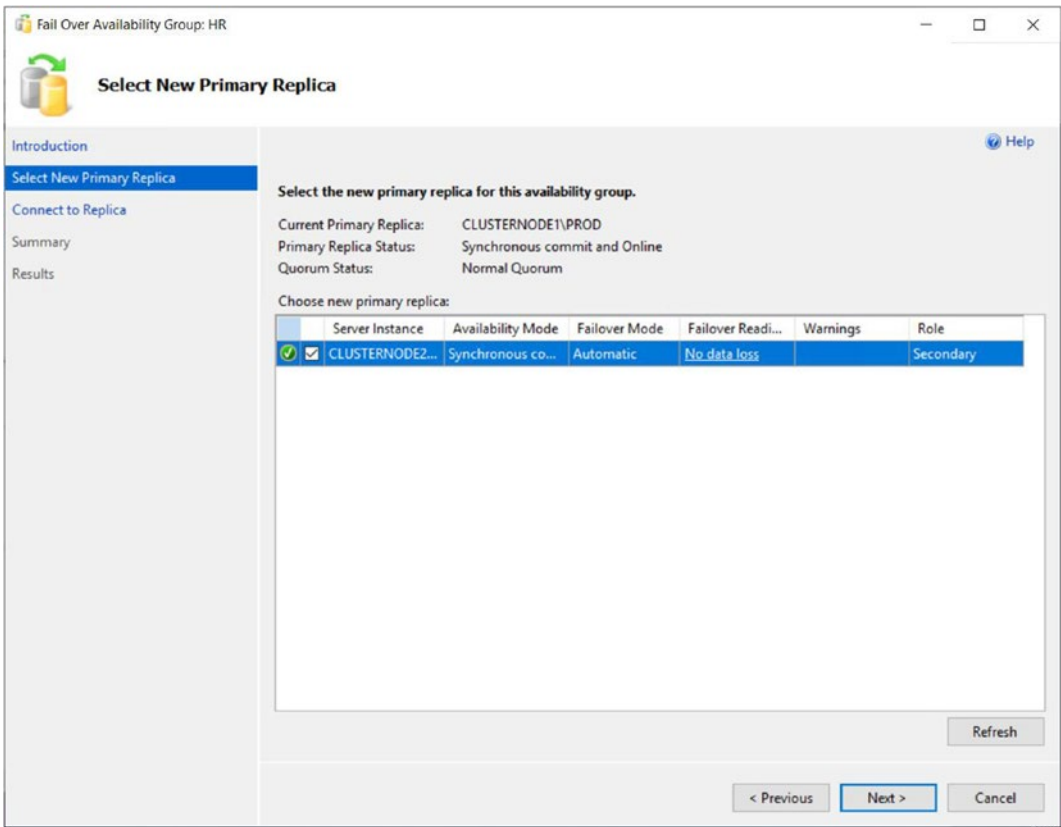 Fail Over Availability Group: HR
Select New Primary Replica
Introduction
Select New Primary Replica
Connect to Replica
Summary
Results
Help
Select the new primary replica for this availability group.
Current Primary Replica: CLUSTERNODE1\PROD
Primary Replica Status: Synchronous commit and Online
Quorum Status: Normal Quorum
Choose new primary replica:
Server Instance Availability Mode Failover Mode Failover Readi... Warnings Role
CLUSTERNODE2... Synchronous co... Automatic No data loss Secondary
Refresh
< Previous Next > Cancel